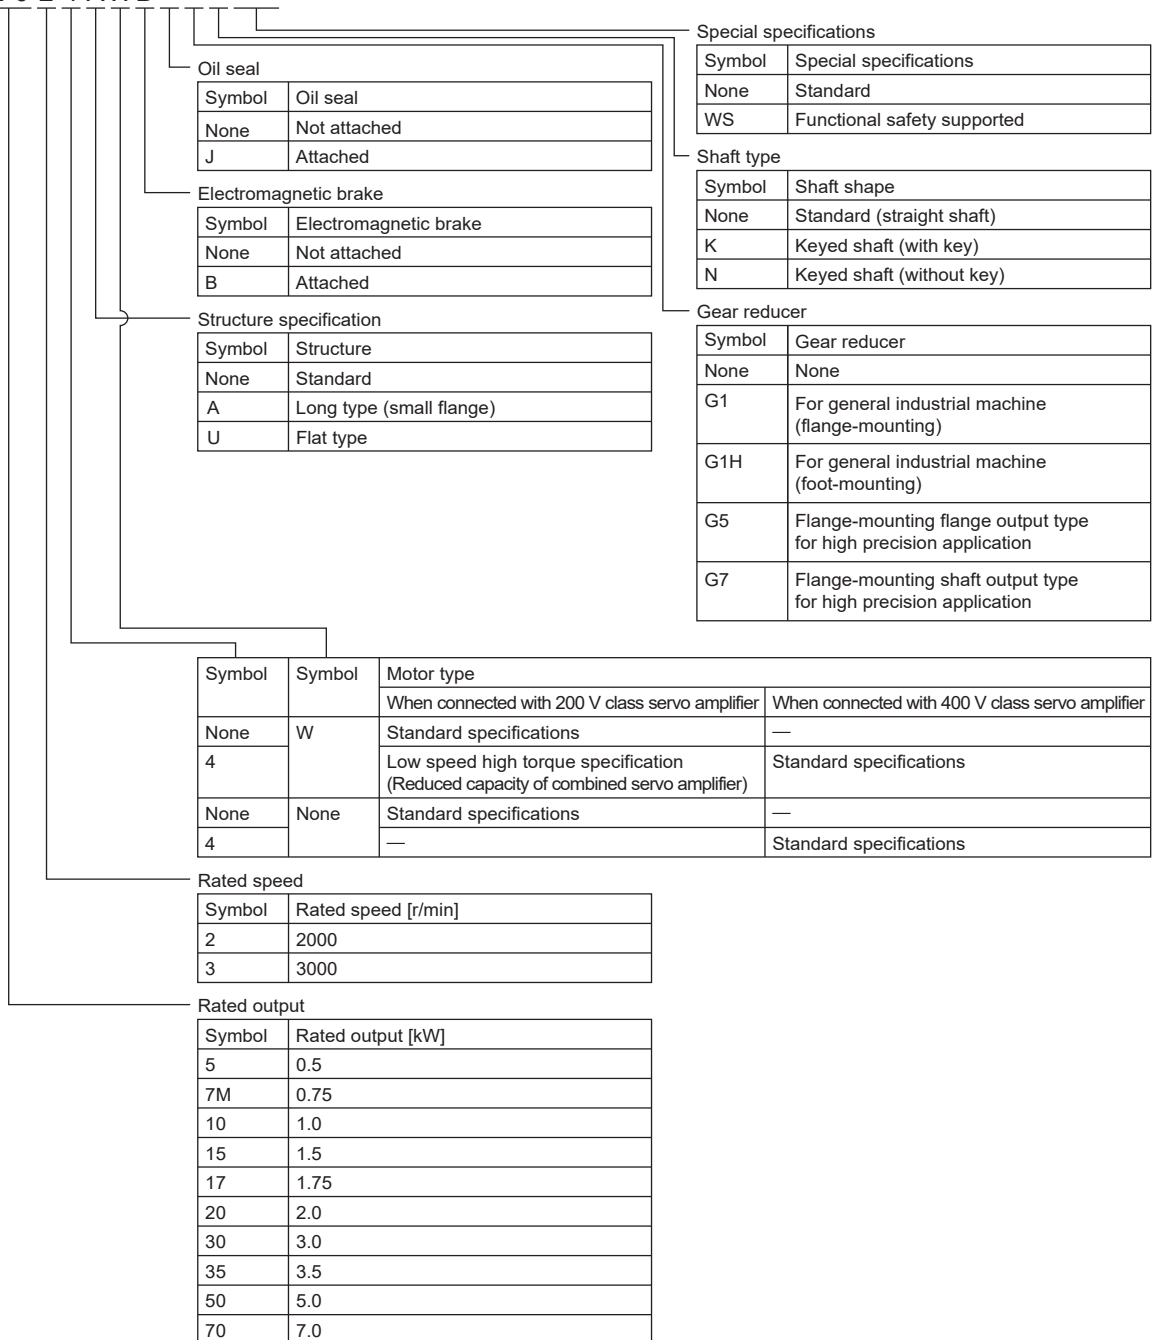 Special specifications
Symbol Special specifications
None Standard
WS Functional safety supported
Oil seal
Symbol Oil seal
None Not attached
J Attached
Shaft type
Symbol Shaft shape
None Standard (straight shaft)
K Keyed shaft (with key)
N Keyed shaft (without key)
Electromagnetic brake
Symbol Electromagnetic brake
None Not attached
B Attached
Gear reducer
Symbol Gear reducer
None None
G1 For general industrial machine
(flange-mounting)
G1H For general industrial machine
(foot-mounting)
G5 Flange-mounting flange output type
for high precision application
G7 Flange-mounting shaft output type
for high precision application
Structure specification
Symbol Structure
None Standard
A Long type (small flange)
U Flat type
Symbol Symbol Motor type
When connected with 200 V class servo amplifier When connected with 400 V class servo amplifier
None W Standard specifications —
4 Low speed high torque specification Standard specifications
(Reduced capacity of combined servo amplifier)
None None Standard specifications —
4 — Standard specifications
Rated speed
Symbol Rated speed [r/min]
2 2000
3 3000
Rated output
Symbol Rated output [kW]
5 0.5
7M 0.75
10 1.0
15 1.5
17 1.75
20 2.0
30 3.0
35 3.5
50 5.0
70 7.0